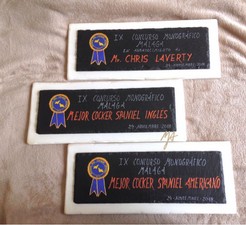 IX CONCURSO MONOGRÁFICO
MALAGA
Mr. CHRIS LAVERTY
IX CONCURSO MONOGRÁFICO
MALAGA
MEJOR COCKER SPANIEL INGLES
IX CONCURSO MONOGRÁFICO
MALAGA
MEJOR COCKER SPANIEL AMERICANO